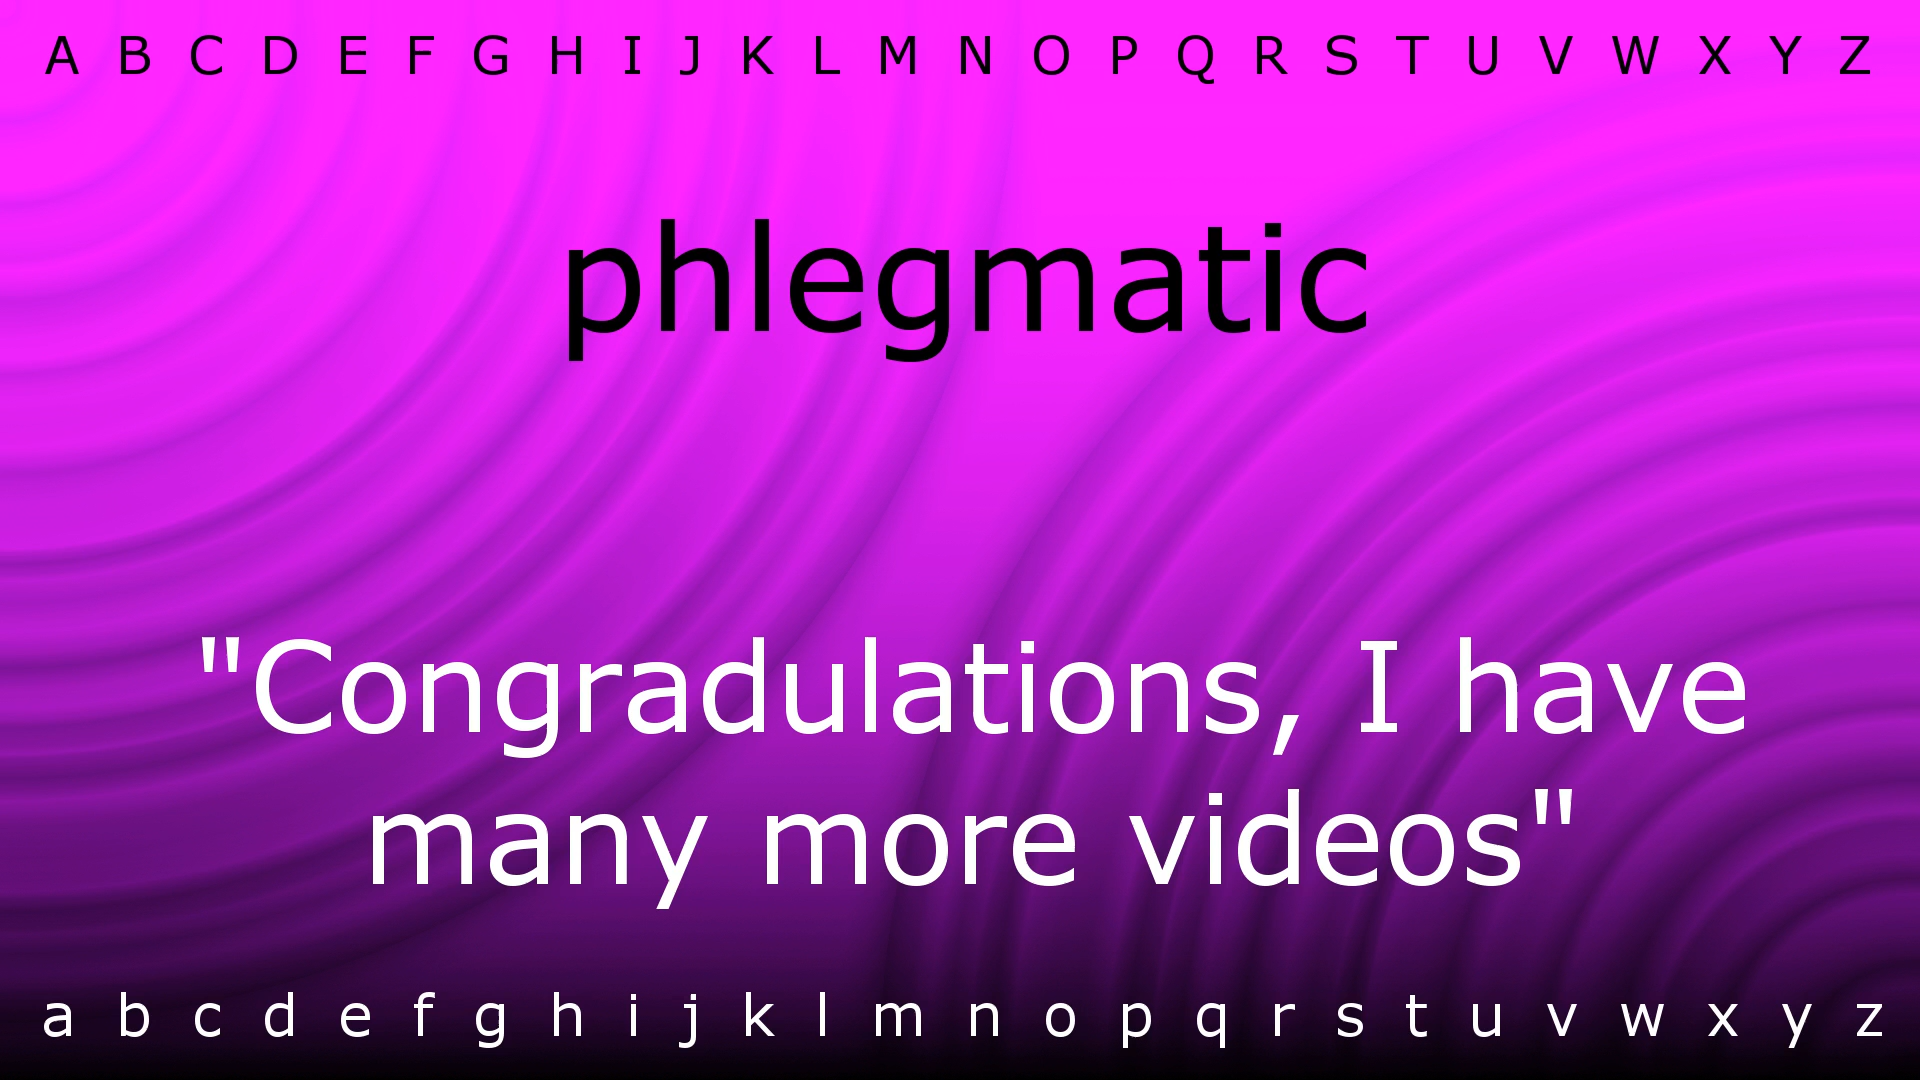 A B C D E F G H I J K L M N O P Q R S T U V W X Y Z
phlegmatic
"Congradulations, I have
many more videos"
a b c d e f g h i j k l m n o p q r s t u v w x y z